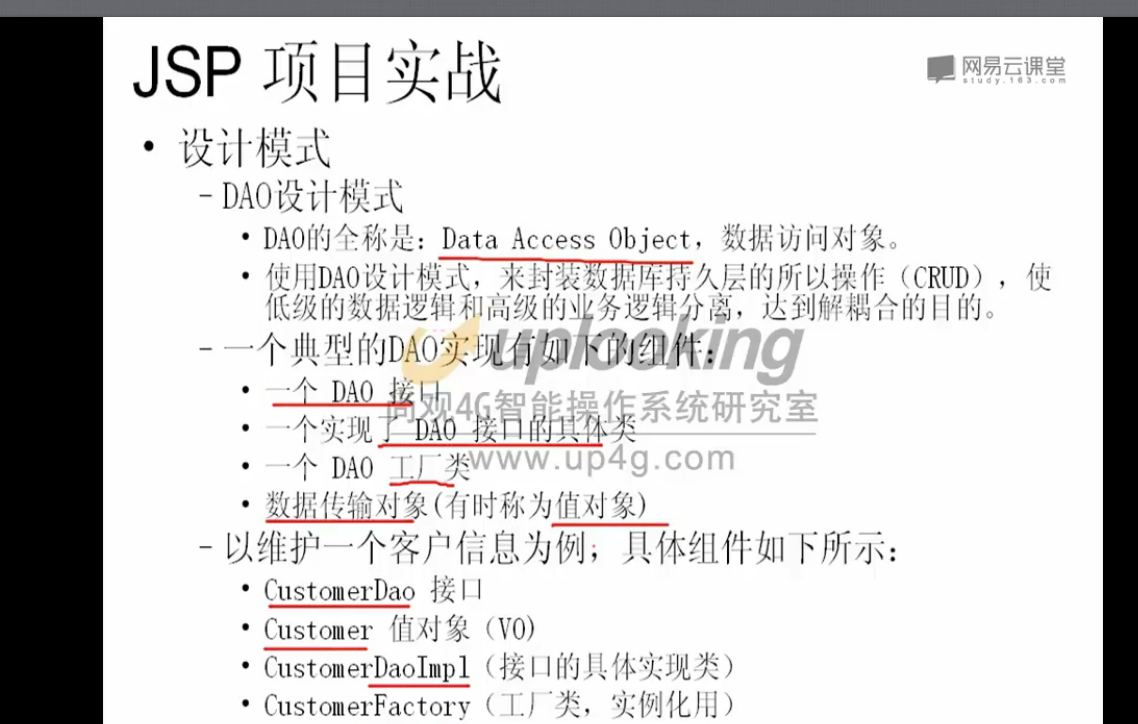 JSP 项目实战
网易云课堂
study.163.com
• 设计模式
– DAO设计模式
• DAO的全称是：Data Access Object，数据访问对象。
• 使用DAO设计模式，来封装数据库持久层的所以操作（CRUD），使
低级的数据逻辑和高级的业务逻辑分离，达到解耦合的目的。
– 一个典型的DAO实现有如下的组件：
uplooking
• 一个 DAO 接口
尚观4G智能操作系统研究室
• 一个实现了 DAO 接口的具体类
• 一个 DAO 工厂类
www.up4g.com
• 数据传输对象(有时称为值对象)
– 以维护一个客户信息为例，具体组件如下所示：
• CustomerDao 接口
• Customer 值对象（VO）
• CustomerDaoImpl（接口的具体实现类）
• CustomerFactory（工厂类，实例化用）